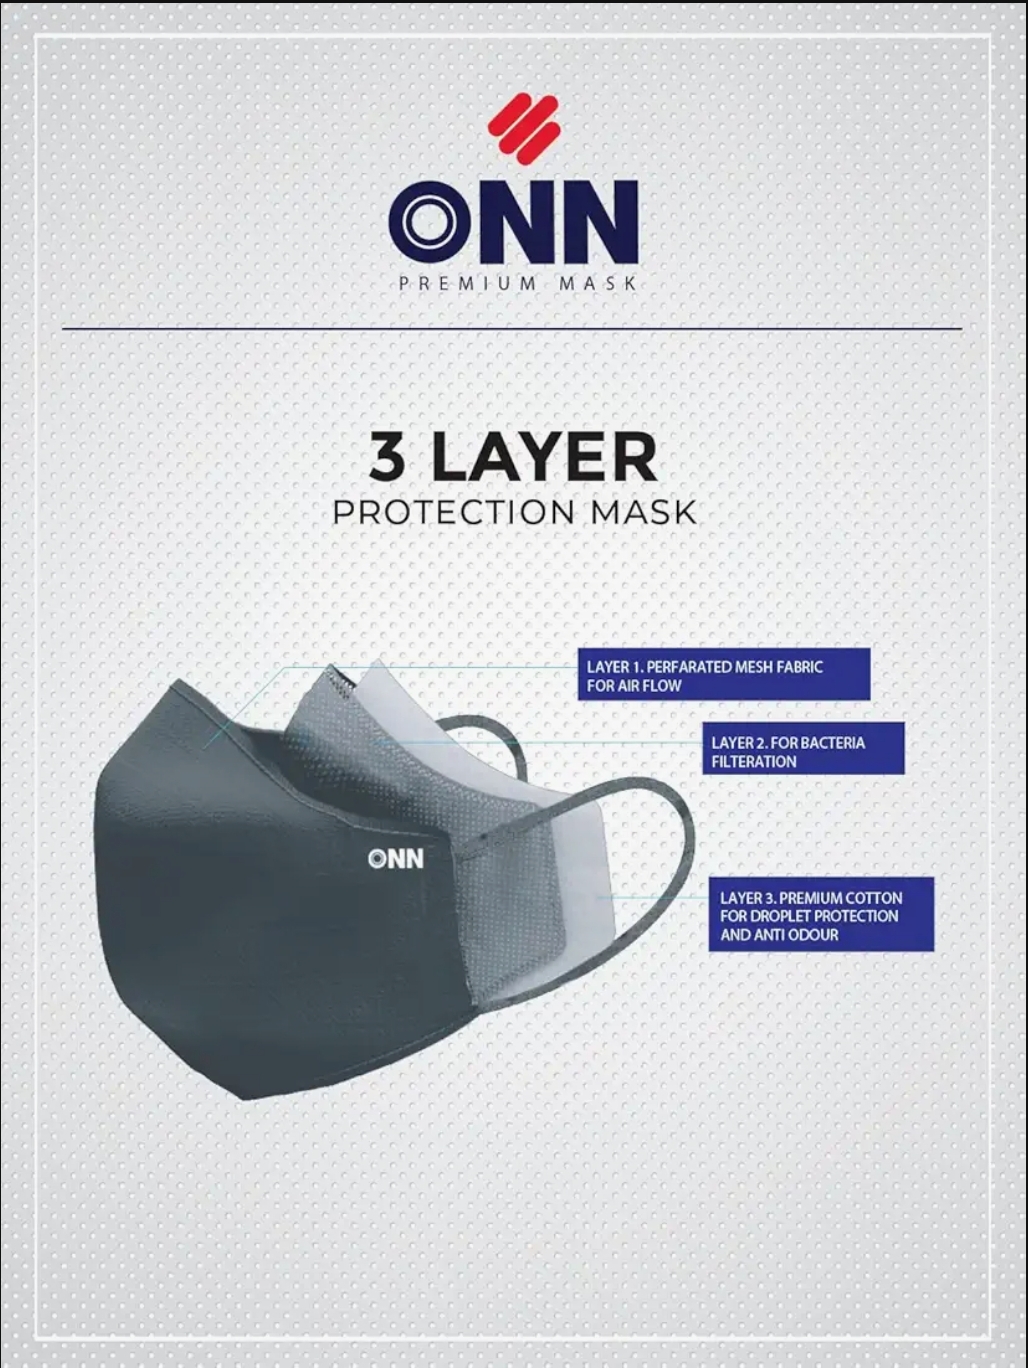 ONN
PREMIUM MASK
3 LAYER
PROTECTION MASK
LAYER 1. PERFARATED MESH FABRIC
FOR AIR FLOW
LAYER 2. FOR BACTERIA
FILTERATION
ONN
LAYER 3. PREMIUM COTTON
FOR DROPLET PROTECTION
AND ANTI ODOUR